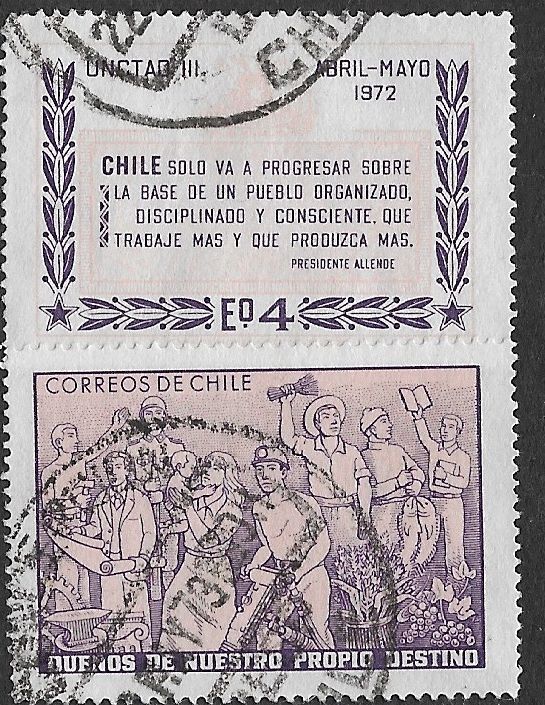 UNCTAD III
ABRIL-MAYO
1972
CHILE SOLO VA A PROGRESAR SOBRE
LA BASE DE UN PUEBLO ORGANIZADO,
DISCIPLINADO Y CONSCIENTE, QUE
TRABAJE MAS Y QUE PRODUZCA MAS.
PRESIDENTE ALLENDE
Eº4
CORREOS DE CHILE
DUEÑOS DE NUESTRO PROPIO DESTINO